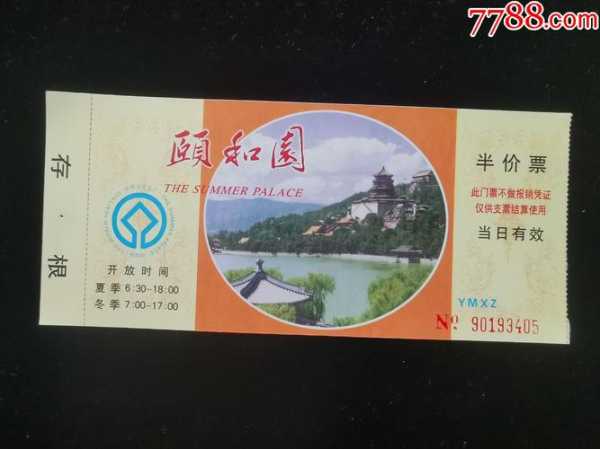 7788.com
存·根
颐和园
THE SUMMER PALACE
开放时间
夏季 6:30--18:00
冬季 7:00--17:00
半价票
此门票不做报销凭证
仅供支票结算使用
当日有效
YMXZ
No 90193405